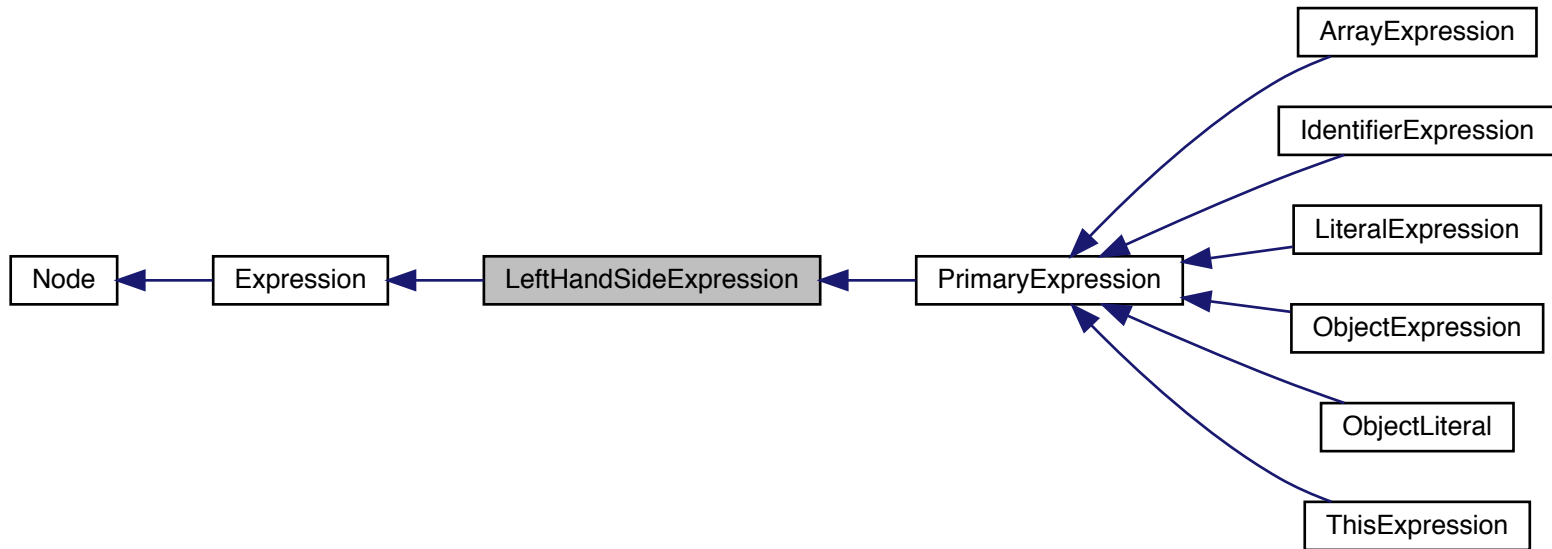 ArrayExpression
IdentifierExpression
LiteralExpression
Node
Expression
LeftHandSideExpression
PrimaryExpression
ObjectExpression
ObjectLiteral
ThisExpression